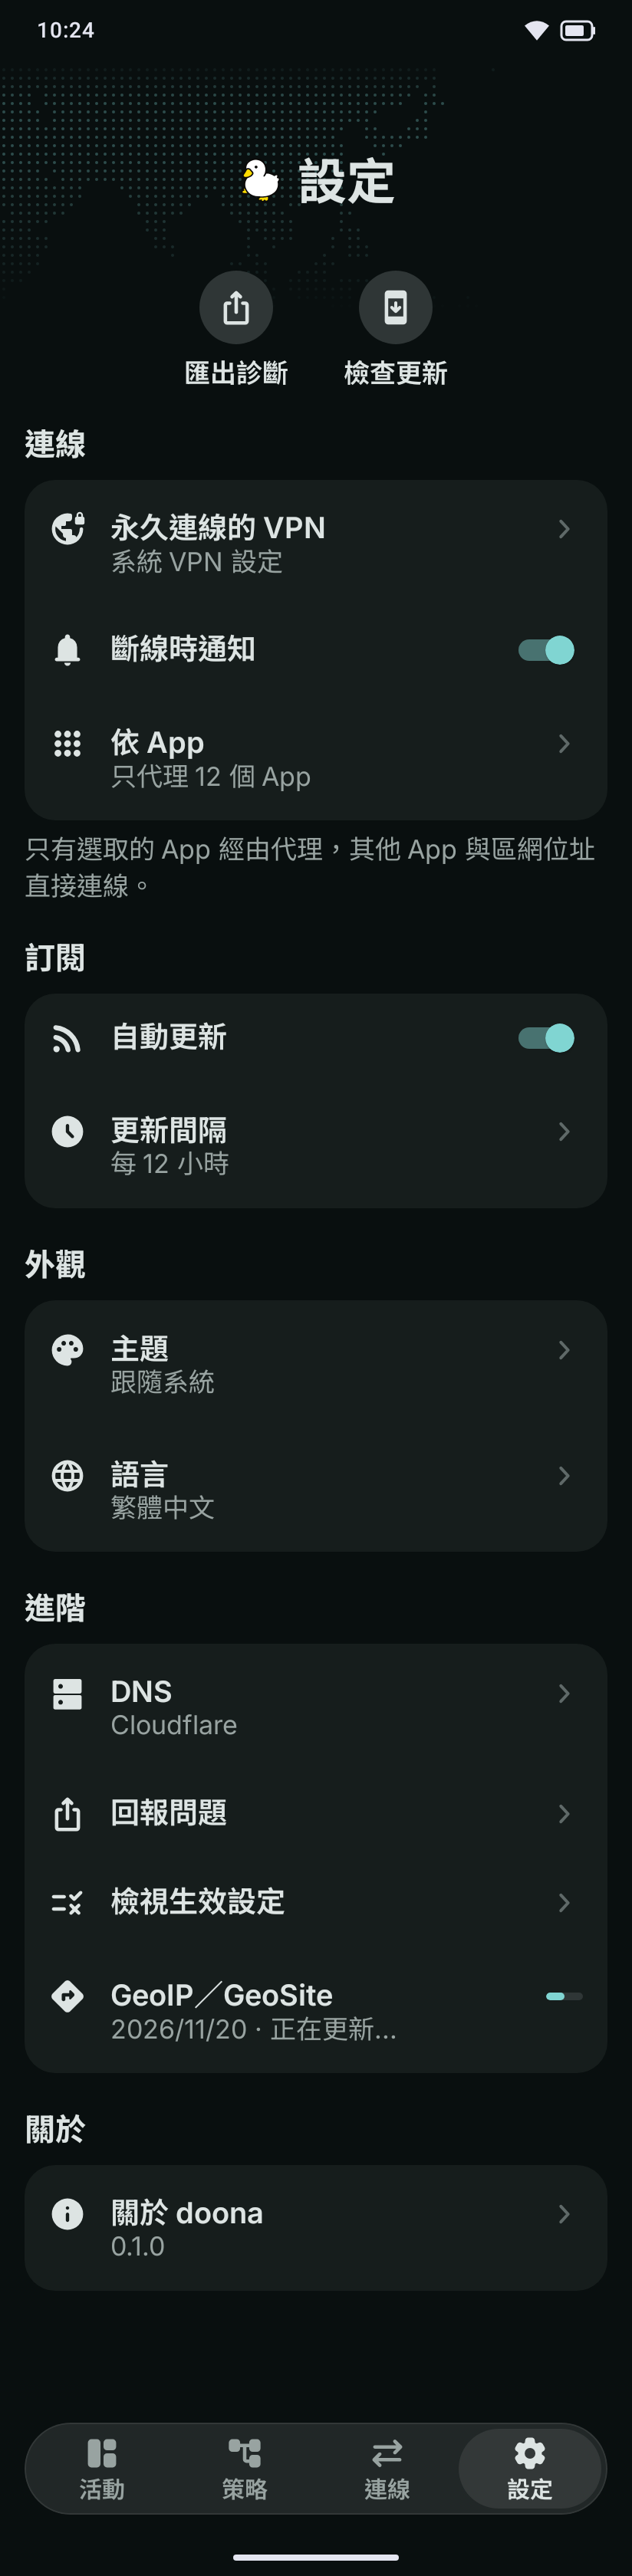 10:24
設定
匯出診斷
檢查更新
連線
永久連線的 VPN
系統 VPN 設定
斷線時通知
依 App
只代理 12 個 App
只有選取的 App 經由代理，其他 App 與區網位址
直接連線。
訂閱
自動更新
更新間隔
每 12 小時
外觀
主題
跟隨系統
語言
繁體中文
進階
DNS
Cloudflare
回報問題
檢視生效設定
GeoIP／GeoSite
2026/11/20 · 正在更新…
關於
關於 doona
0.1.0
活動
策略
連線
設定